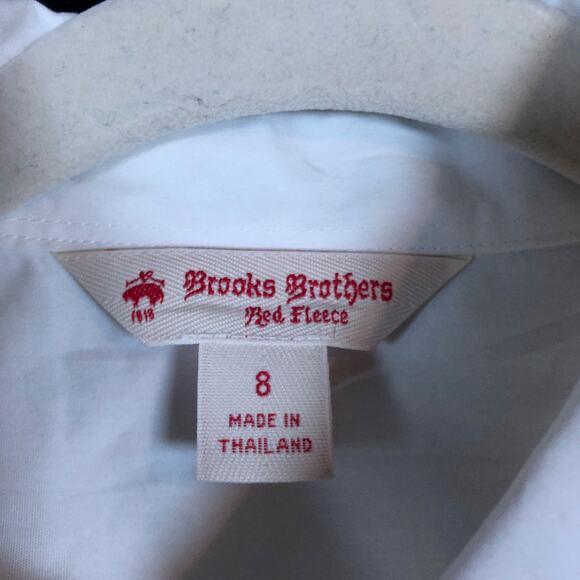 Brooks Brothers
1818
Red Fleece
8
MADE IN
THAILAND